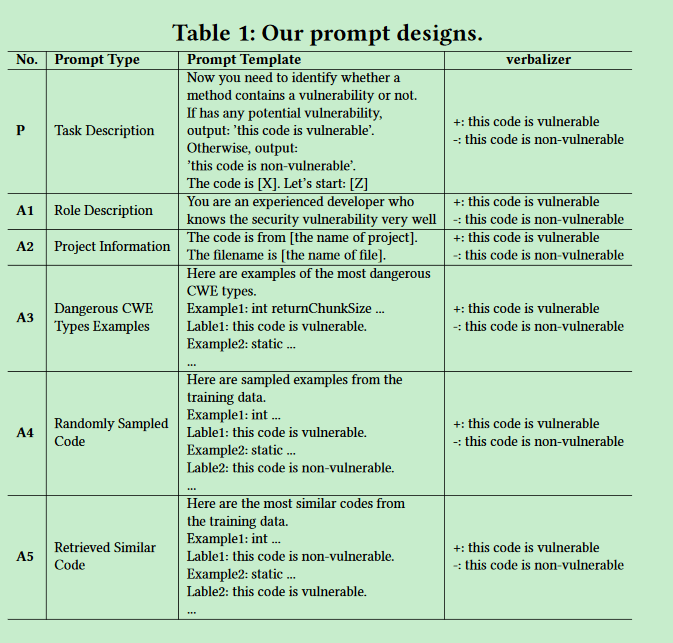 Table 1: Our prompt designs.
No. Prompt Type Prompt Template verbalizer
P Task Description
Now you need to identify whether a
method contains a vulnerability or not.
If has any potential vulnerability,
output: ’this code is vulnerable’.
Otherwise, output:
’this code is non-vulnerable’.
The code is [X]. Let’s start: [Z]
+: this code is vulnerable
-: this code is non-vulnerable
A1 Role Description
You are an experienced developer who
knows the security vulnerability very well
+: this code is vulnerable
-: this code is non-vulnerable
A2 Project Information
The code is from [the name of project].
The filename is [the name of file].
+: this code is vulnerable
-: this code is non-vulnerable
A3
Dangerous CWE
Types Examples
Here are examples of the most dangerous
CWE types.
Example1: int returnChunkSize ...
Lable1: this code is vulnerable.
Example2: static ...
...
+: this code is vulnerable
-: this code is non-vulnerable
A4
Randomly Sampled
Code
Here are sampled examples from the
training data.
Example1: int ...
Lable1: this code is vulnerable.
Example2: static ...
Lable2: this code is non-vulnerable.
...
+: this code is vulnerable
-: this code is non-vulnerable
A5
Retrieved Similar
Code
Here are the most similar codes from
the training data.
Example1: int ...
Lable1: this code is non-vulnerable.
Example2: static ...
Lable2: this code is vulnerable.
...
+: this code is vulnerable
-: this code is non-vulnerable